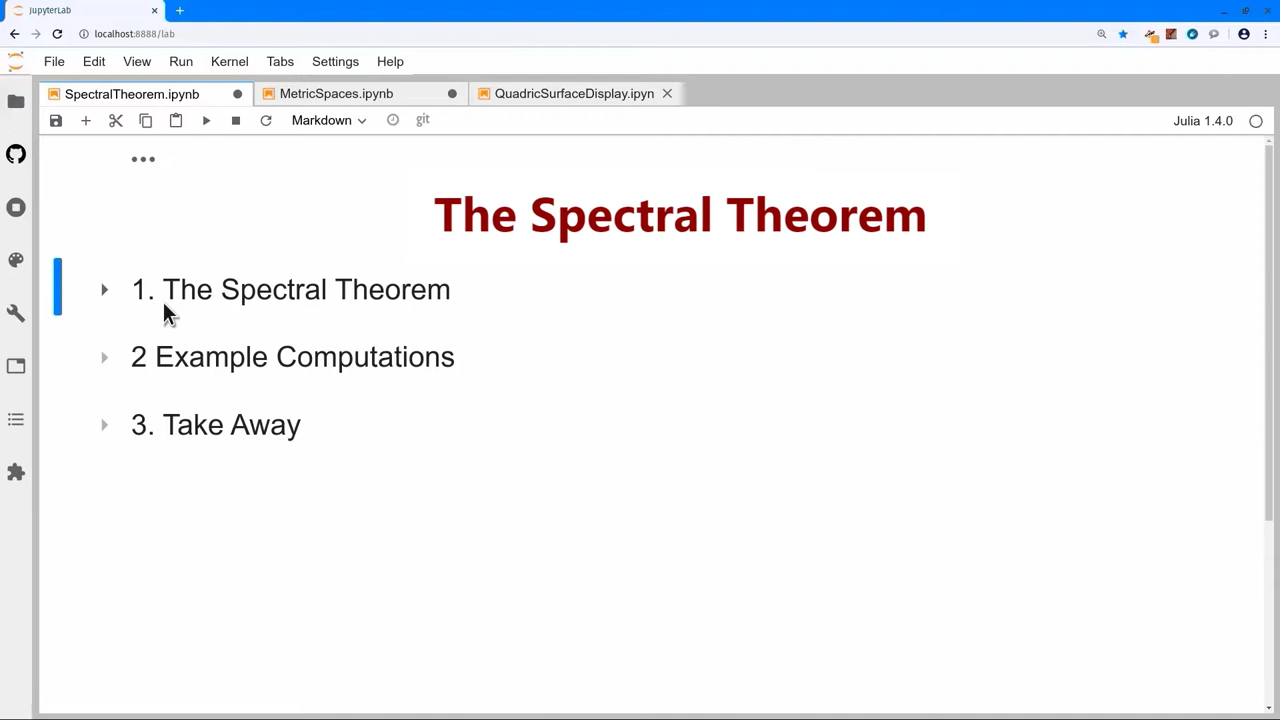 JupyterLab
localhost:8888/lab
File Edit View Run Kernel Tabs Settings Help
SpectralTheorem.ipynb MetricSpaces.ipynb QuadricSurfaceDisplay.ipyn
Markdown git Julia 1.4.0
•••
The Spectral Theorem
1. The Spectral Theorem
2 Example Computations
3. Take Away